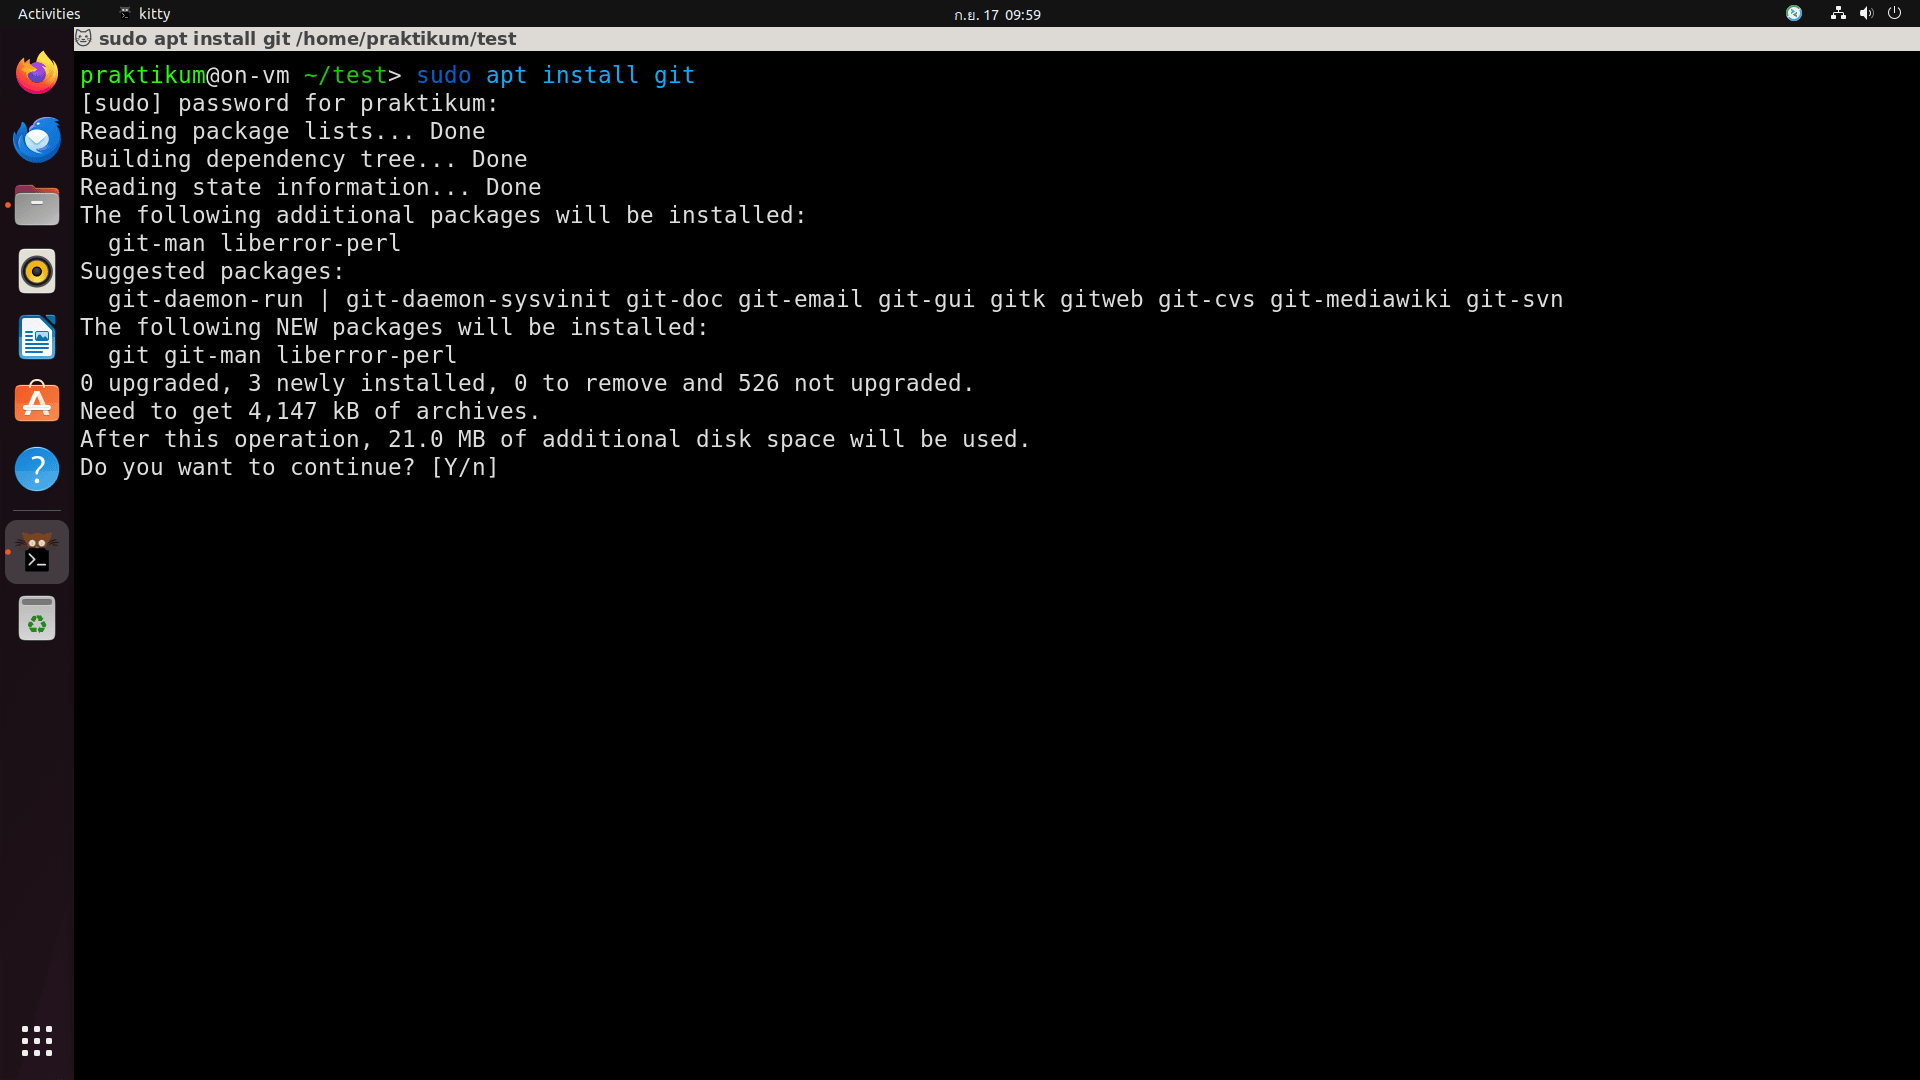 Activities kitty ก.ย. 17 09:59
sudo apt install git /home/praktikum/test
praktikum@on-vm ~/test> sudo apt install git
[sudo] password for praktikum:
Reading package lists... Done
Building dependency tree... Done
Reading state information... Done
The following additional packages will be installed:
  git-man liberror-perl
Suggested packages:
  git-daemon-run | git-daemon-sysvinit git-doc git-email git-gui gitk gitweb git-cvs git-mediawiki git-svn
The following NEW packages will be installed:
  git git-man liberror-perl
0 upgraded, 3 newly installed, 0 to remove and 526 not upgraded.
Need to get 4,147 kB of archives.
After this operation, 21.0 MB of additional disk space will be used.
Do you want to continue? [Y/n]